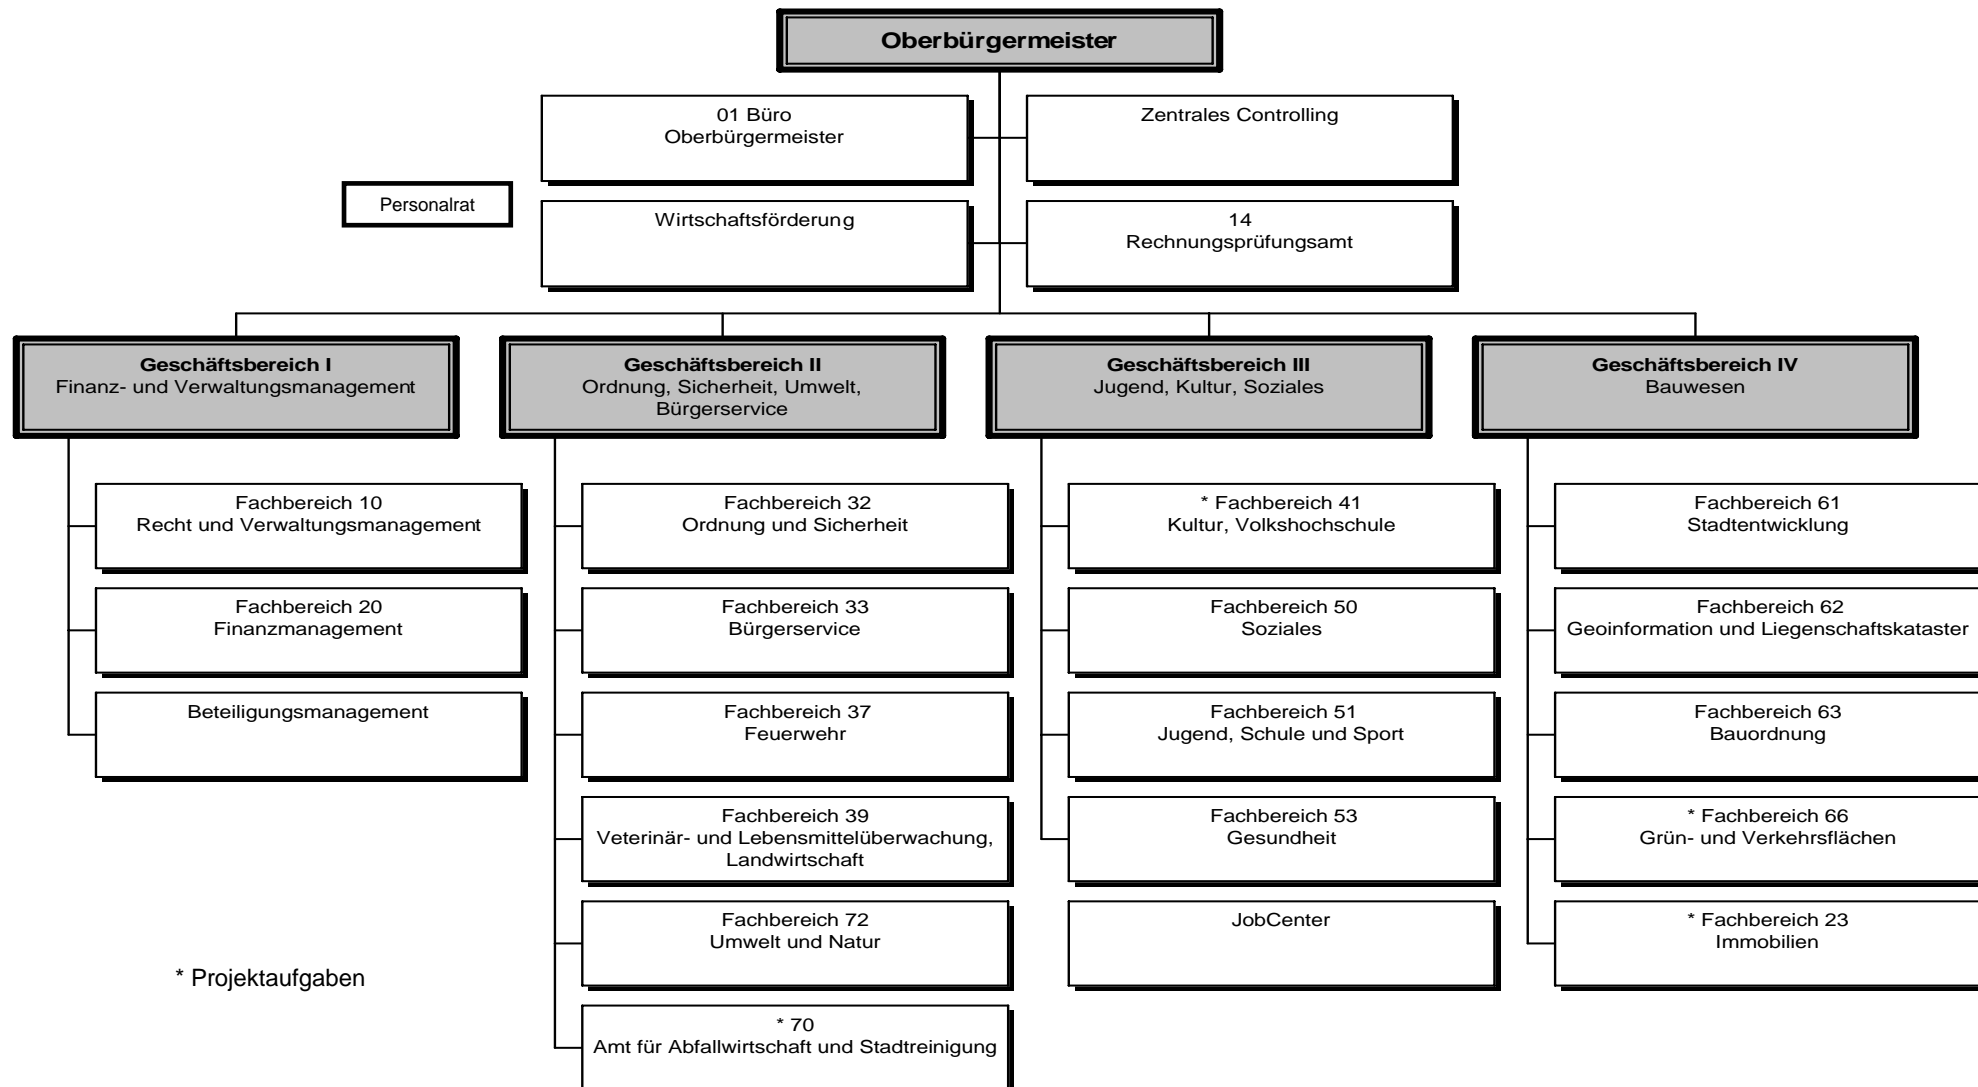 Oberbürgermeister
01 Büro
Oberbürgermeister
Zentrales Controlling
Personalrat
Wirtschaftsförderung
14
Rechnungsprüfungsamt
Geschäftsbereich I
Finanz- und Verwaltungsmanagement
Geschäftsbereich II
Ordnung, Sicherheit, Umwelt,
Bürgerservice
Geschäftsbereich III
Jugend, Kultur, Soziales
Geschäftsbereich IV
Bauwesen
Fachbereich 10
Recht und Verwaltungsmanagement
Fachbereich 20
Finanzmanagement
Beteiligungsmanagement
Fachbereich 32
Ordnung und Sicherheit
Fachbereich 33
Bürgerservice
Fachbereich 37
Feuerwehr
Fachbereich 39
Veterinär- und Lebensmittelüberwachung,
Landwirtschaft
Fachbereich 72
Umwelt und Natur
* 70
Amt für Abfallwirtschaft und Stadtreinigung
* Fachbereich 41
Kultur, Volkshochschule
Fachbereich 50
Soziales
Fachbereich 51
Jugend, Schule und Sport
Fachbereich 53
Gesundheit
JobCenter
Fachbereich 61
Stadtentwicklung
Fachbereich 62
Geoinformation und Liegenschaftskataster
Fachbereich 63
Bauordnung
* Fachbereich 66
Grün- und Verkehrsflächen
* Fachbereich 23
Immobilien
* Projektaufgaben